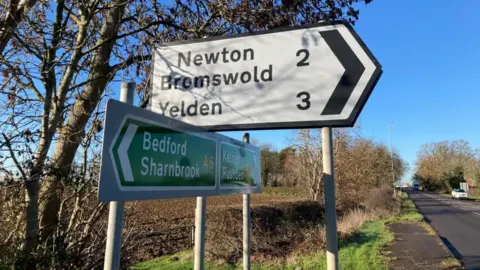 Newton 2
Bromswold
Yelden 3
Bedford
Sharnbrook A6